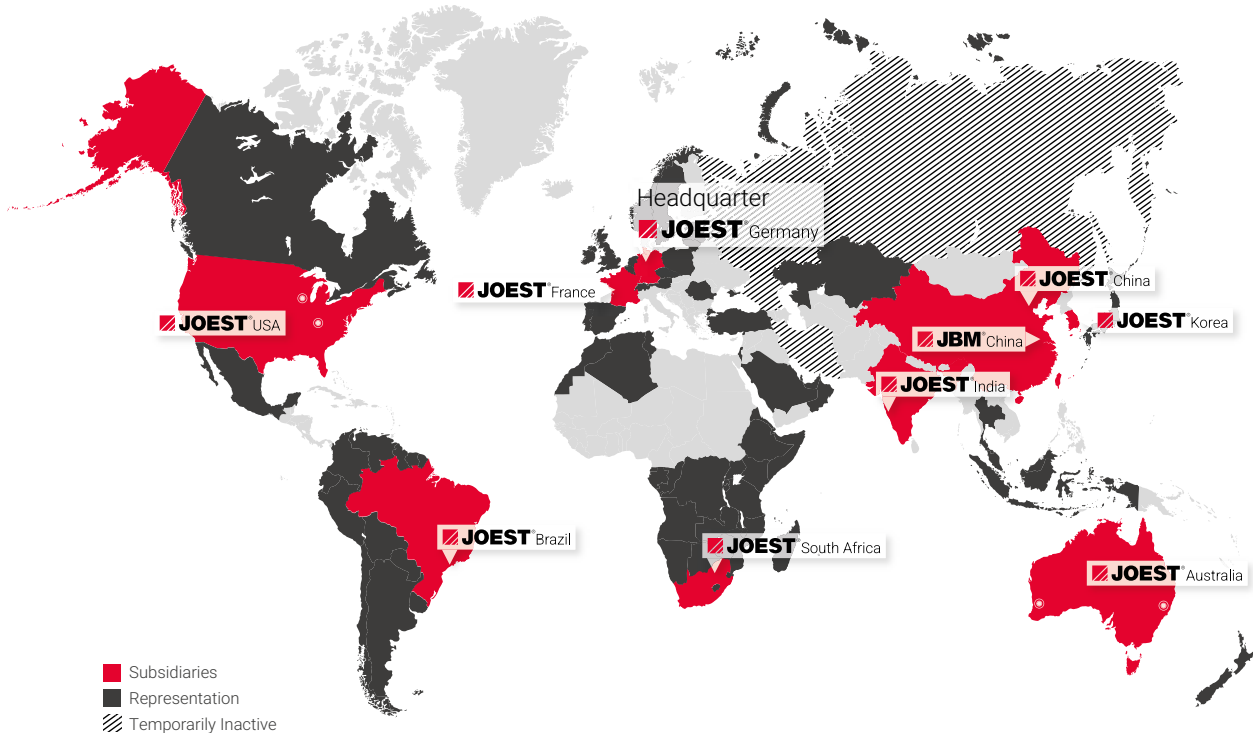 Headquarter
JOEST® Germany
JOEST® France
JOEST® China
JOEST® USA
JOEST® Korea
JBM® China
JOEST® India
JOEST® Brazil
JOEST® South Africa
JOEST® Australia
Subsidiaries
Representation
Temporarily Inactive